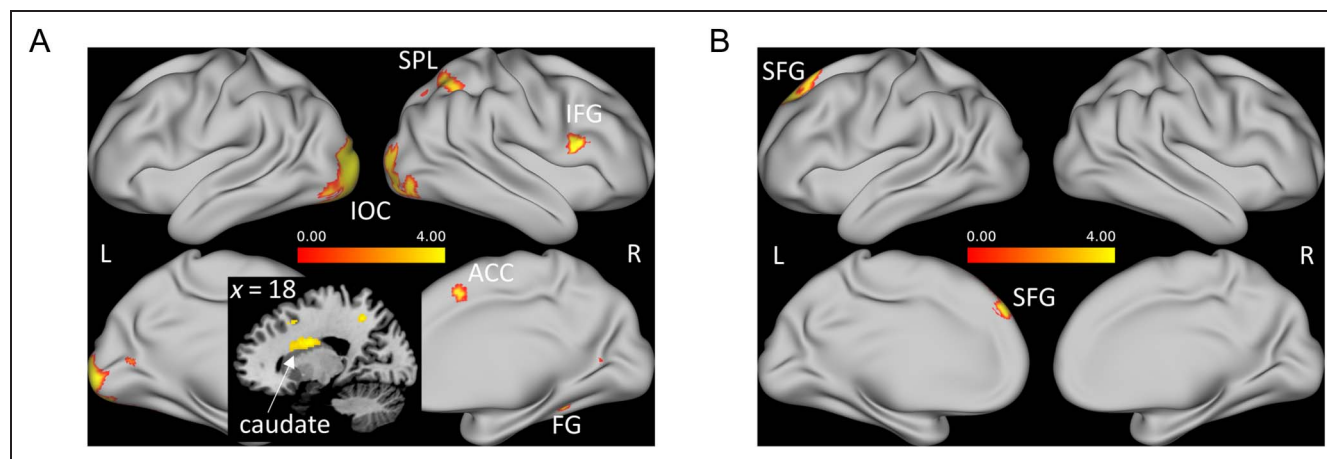 A
SPL
IFG
IOC
0.00 4.00
L R
ACC
x = 18
caudate
FG
B
SFG
0.00 4.00
L R
SFG